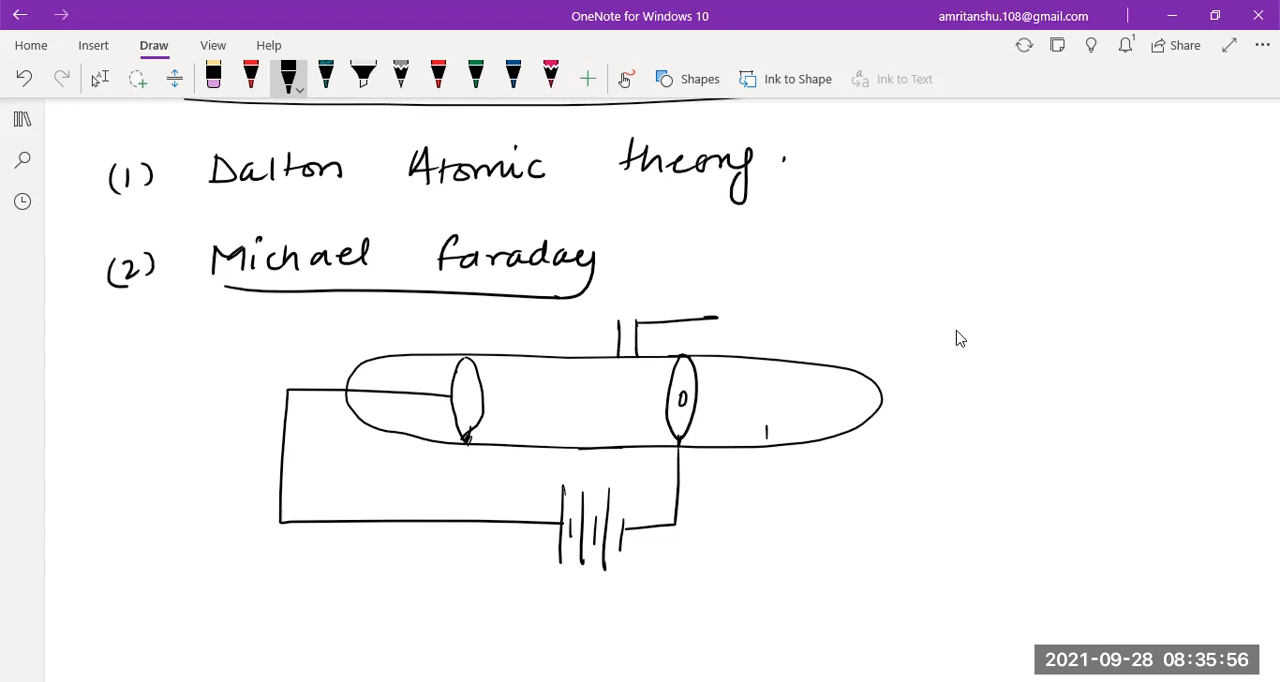 OneNote for Windows 10
amritanshu.108@gmail.com
Home Insert Draw View Help
Share
Shapes Ink to Shape Ink to Text
(1) Dalton Atomic theory.
(2) Michael faraday
2021-09-28 08:35:56